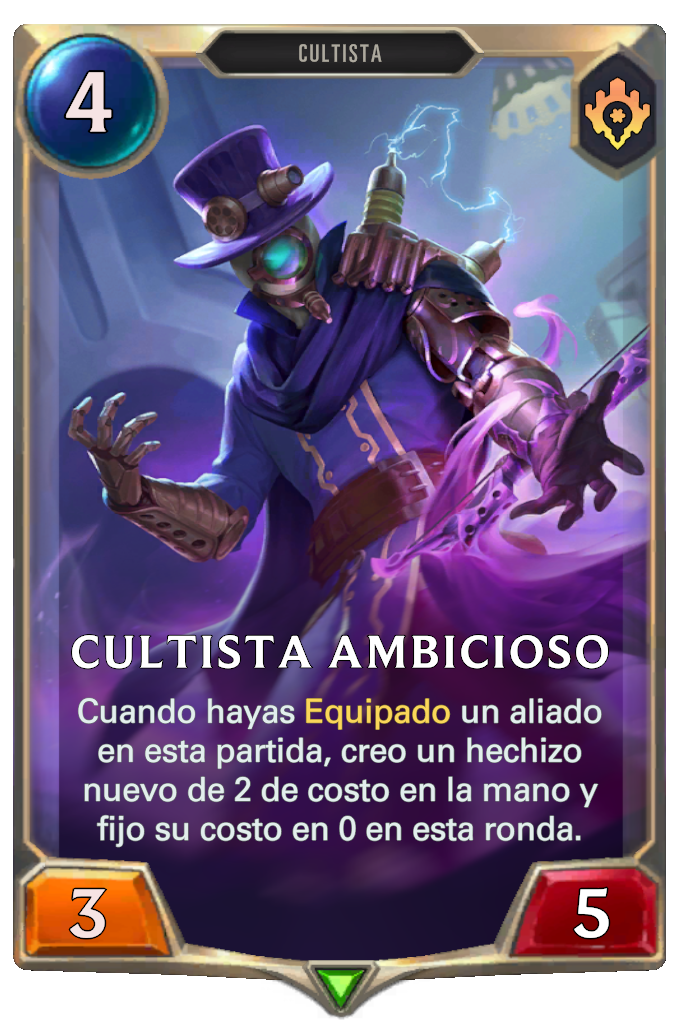 CULTISTA
4
CULTISTA AMBICIOSO
Cuando hayas Equipado un aliado
en esta partida, creo un hechizo
nuevo de 2 de costo en la mano y
fijo su costo en 0 en esta ronda.
3
5